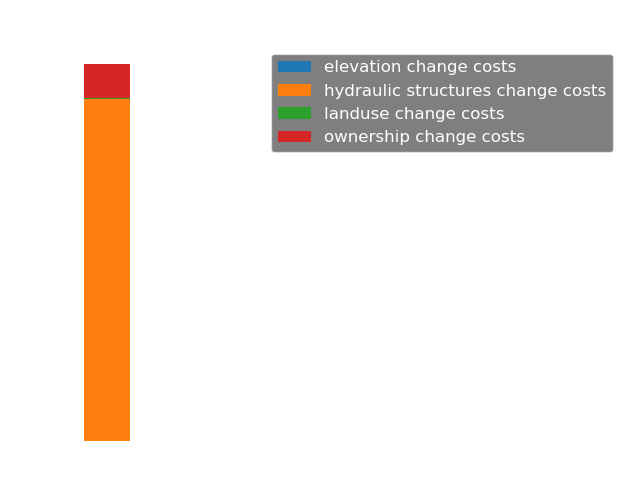 elevation change costs
hydraulic structures change costs
landuse change costs
ownership change costs